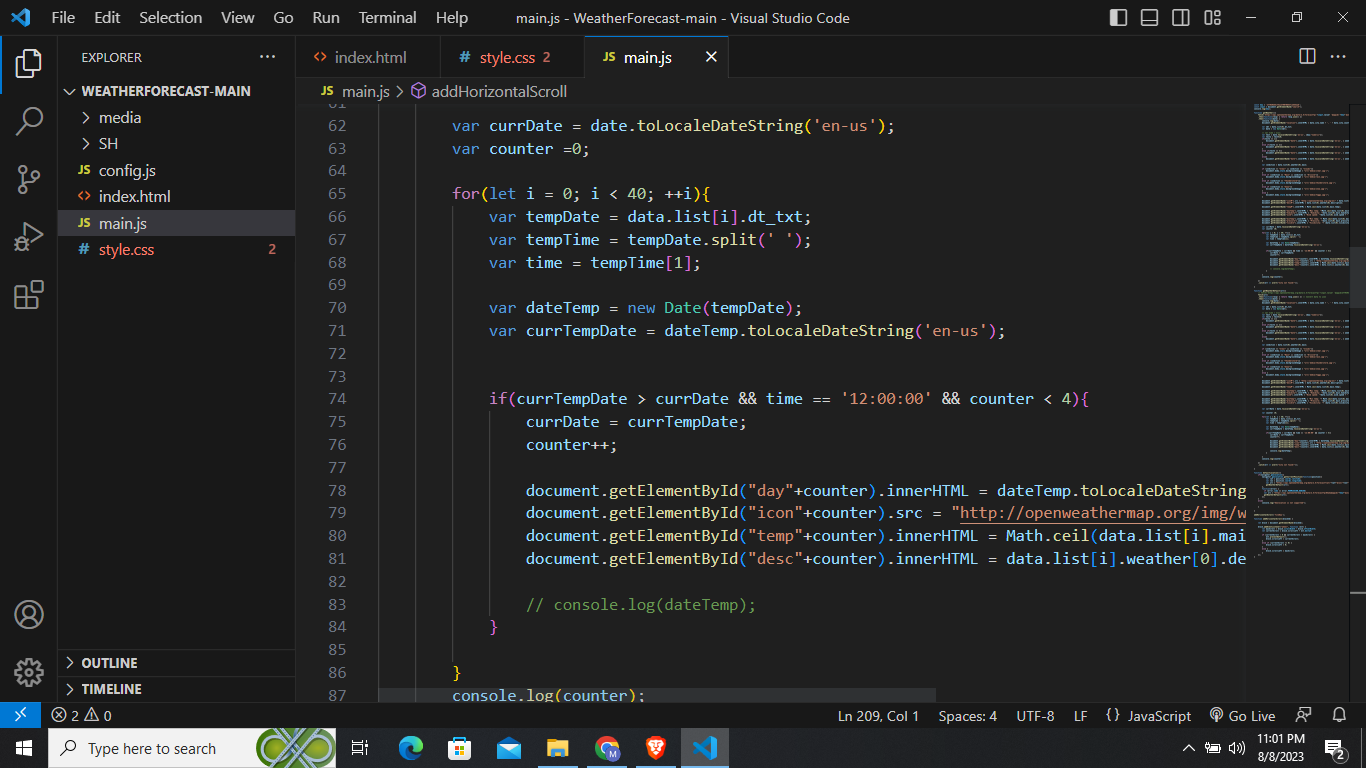 File Edit Selection View Go Run Terminal Help main.js - WeatherForecast-main - Visual Studio Code
EXPLORER
WEATHERFORECAST-MAIN
media
SH
JS config.js
<> index.html
JS main.js
# style.css 2
OUTLINE
TIMELINE
<> index.html # style.css 2 JS main.js
JS main.js > addHorizontalScroll
61
62 var currDate = date.toLocaleDateString('en-us');
63 var counter =0;
64
65 for(let i = 0; i < 40; ++i){
66 var tempDate = data.list[i].dt_txt;
67 var tempTime = tempDate.split(' ');
68 var time = tempTime[1];
69
70 var dateTemp = new Date(tempDate);
71 var currTempDate = dateTemp.toLocaleDateString('en-us');
72
73
74 if(currTempDate > currDate && time == '12:00:00' && counter < 4){
75 currDate = currTempDate;
76 counter++;
77
78 document.getElementById("day"+counter).innerHTML = dateTemp.toLocaleDateString
79 document.getElementById("icon"+counter).src = "http://openweathermap.org/img/w
80 document.getElementById("temp"+counter).innerHTML = Math.ceil(data.list[i].mai
81 document.getElementById("desc"+counter).innerHTML = data.list[i].weather[0].de
82
83 // console.log(dateTemp);
84 }
85
86 }
87 console.log(counter);
2 0 Ln 209, Col 1 Spaces: 4 UTF-8 LF {} JavaScript Go Live
Type here to search
11:01 PM
8/8/2023
2
M